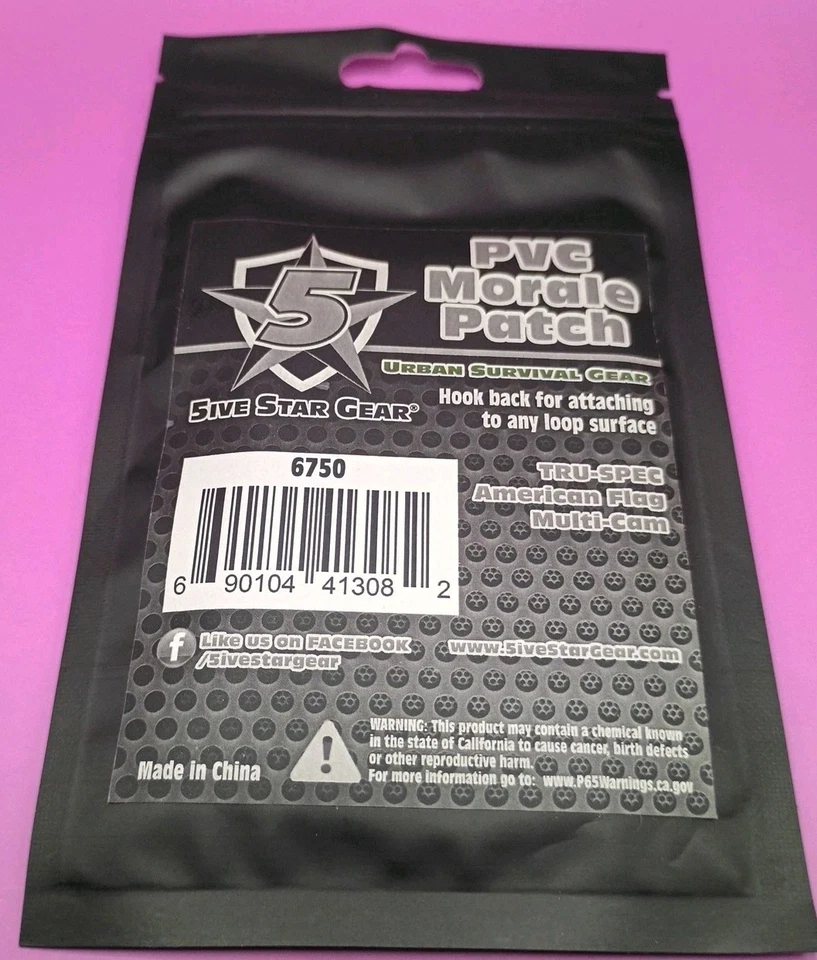 5
5ive Star Gear®
PVC
Morale
Patch
Urban Survival Gear
Hook back for attaching
to any loop surface
6750
6 90104 41308 2
TRU-SPEC
American Flag
Multi-Cam
f Like us on FACEBOOK
/5ivestargear
www.5iveStarGear.com
Made in China
!
WARNING: This product may contain a chemical known
in the state of California to cause cancer, birth defects
or other reproductive harm.
For more information go to: www.P65Warnings.ca.gov